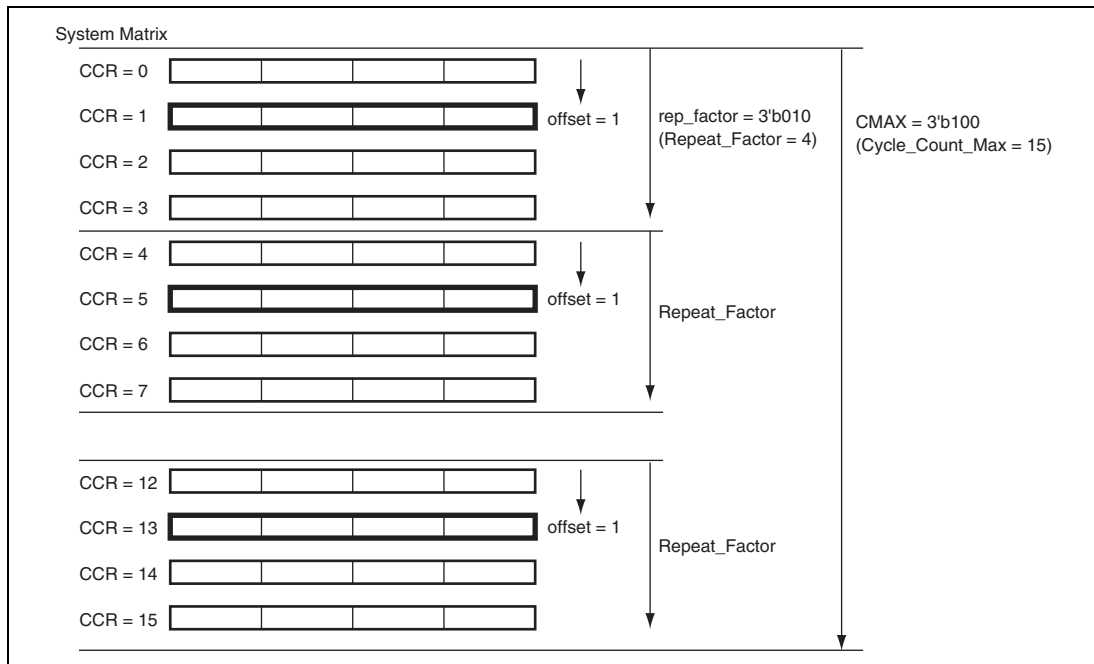 System Matrix
CCR = 0
CCR = 1
offset = 1
rep_factor = 3'b010
(Repeat_Factor = 4)
CMAX = 3'b100
(Cycle_Count_Max = 15)
CCR = 2
CCR = 3
CCR = 4
CCR = 5
offset = 1
Repeat_Factor
CCR = 6
CCR = 7
CCR = 12
CCR = 13
offset = 1
Repeat_Factor
CCR = 14
CCR = 15